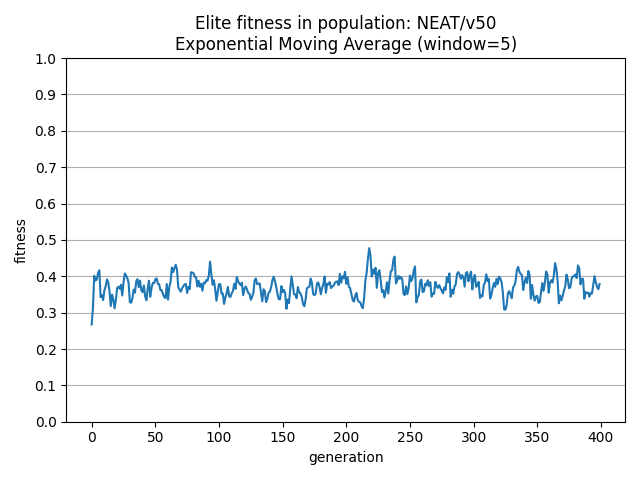 Elite fitness in population: NEAT/v50
Exponential Moving Average (window=5)
1.0
0.9
0.8
0.7
0.6
0.5
0.4
0.3
0.2
0.1
0.0
fitness
0 50 100 150 200 250 300 350 400
generation